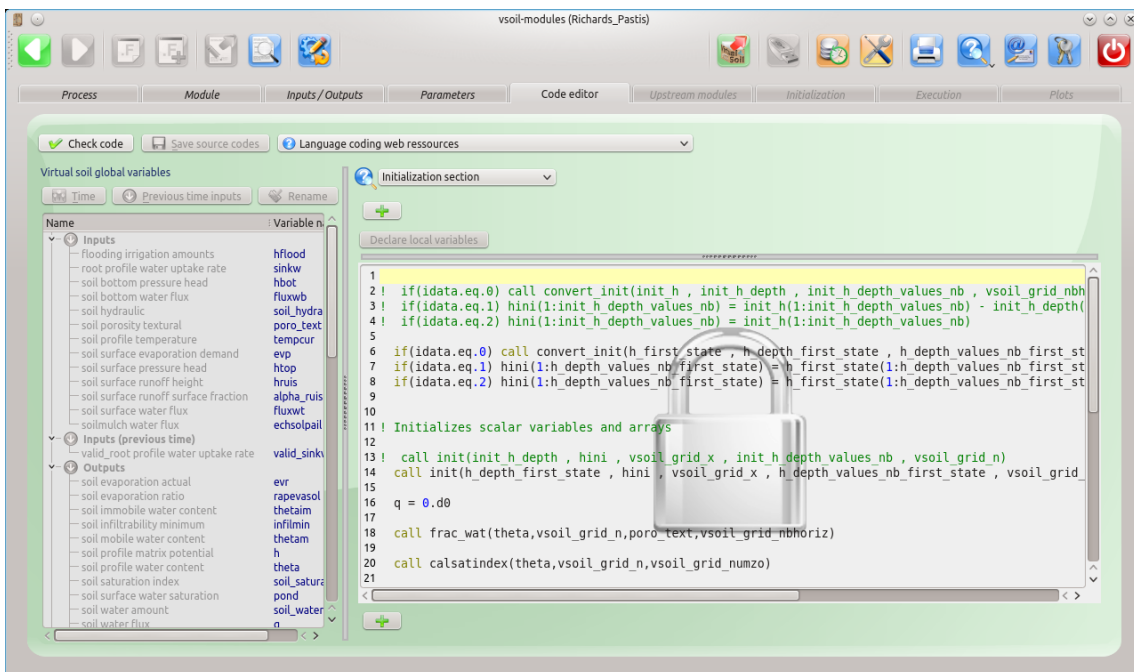 vsoil-modules (Richards_Pastis)
Soil
Process Module Inputs / Outputs Parameters Code editor Upstream modules Initialization Execution Plots
Check code Save source codes Language coding web ressources
Virtual soil global variables
Time Previous time inputs Rename
Name Variable n
Inputs
flooding irrigation amounts hflood
root profile water uptake rate sinkw
soil bottom pressure head hbot
soil bottom water flux fluxwb
soil hydraulic soil_hydra
soil porosity textural poro_text
soil profile temperature tempcur
soil surface evaporation demand evp
soil surface pressure head htop
soil surface runoff height hruis
soil surface runoff surface fraction alpha_ruis
soil surface water flux fluxwt
soilmulch water flux echsolpail
Inputs (previous time)
valid_root profile water uptake rate valid_sinkw
Outputs
soil evaporation actual evr
soil evaporation ratio rapevasol
soil immobile water content thetaim
soil infiltrability minimum infilmin
soil mobile water content thetam
soil profile matrix potential h
soil profile water content theta
soil saturation index soil_satura
soil surface water saturation pond
soil water amount soil_water
soil water flux q
Initialization section
Declare local variables
1
2 !  if(idata.eq.0) call convert_init(init_h , init_h_depth , init_h_depth_values_nb , vsoil_grid_nbh
3 !  if(idata.eq.1) hini(1:init_h_depth_values_nb) = init_h(1:init_h_depth_values_nb) - init_h_depth(
4 !  if(idata.eq.2) hini(1:init_h_depth_values_nb) = init_h(1:init_h_depth_values_nb)
5
6 if(idata.eq.0) call convert_init(h_first_state , h_depth_first_state , h_depth_values_nb_first_st
7 if(idata.eq.1) hini(1:h_depth_values_nb_first_state) = h_first_state(1:h_depth_values_nb_first_st
8 if(idata.eq.2) hini(1:h_depth_values_nb_first_state) = h_first_state(1:h_depth_values_nb_first_st
9
10
11 ! Initializes scalar variables and arrays
12
13 !  call init(init_h_depth , hini , vsoil_grid_x , init_h_depth_values_nb , vsoil_grid_n)
14 call init(h_depth_first_state , hini , vsoil_grid_x , h_depth_values_nb_first_state , vsoil_grid_
15
16 q = 0.d0
17
18 call frac_wat(theta,vsoil_grid_n,poro_text,vsoil_grid_nbhoriz)
19
20 call calsatindex(theta,vsoil_grid_n,vsoil_grid_numzo)
21